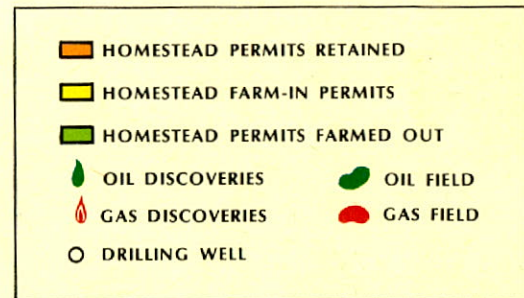 HOMESTEAD PERMITS RETAINED
HOMESTEAD FARM-IN PERMITS
HOMESTEAD PERMITS FARMED OUT
OIL DISCOVERIES OIL FIELD
GAS DISCOVERIES GAS FIELD
DRILLING WELL